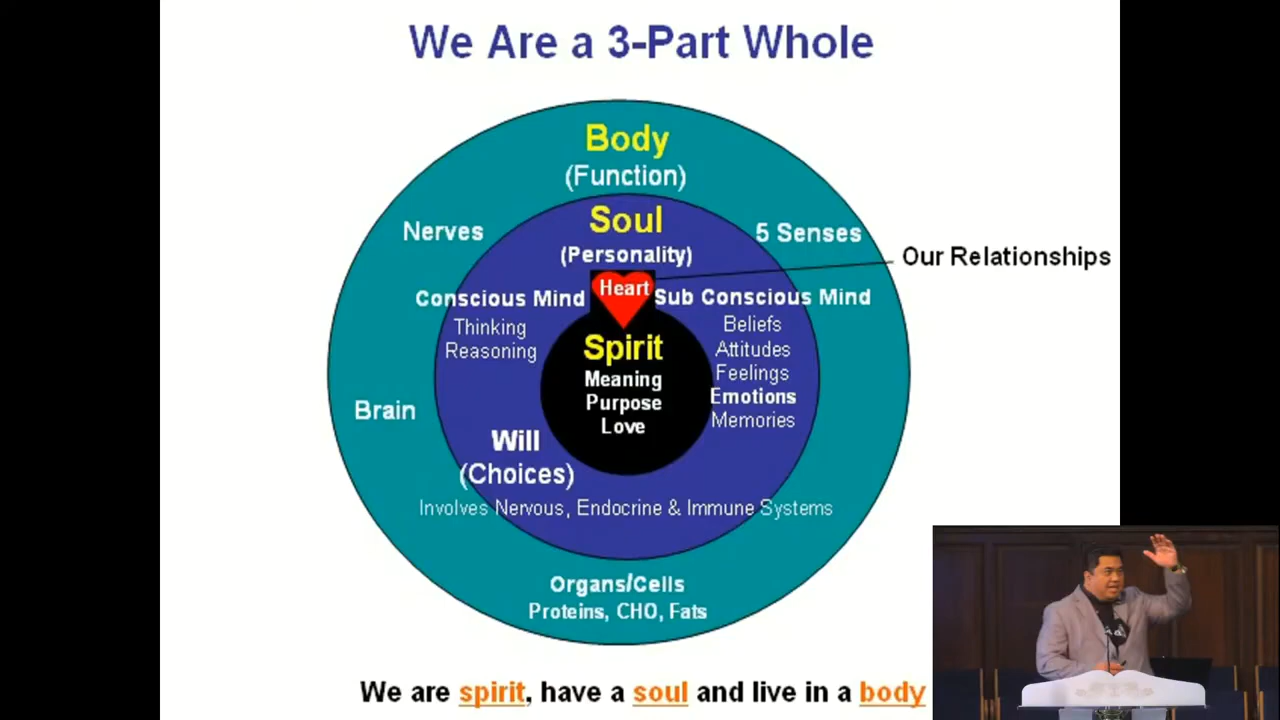 We Are a 3-Part Whole
Body
(Function)
Nerves
Soul
5 Senses
(Personality)
Our Relationships
Conscious Mind
Heart
Sub Conscious Mind
Thinking
Reasoning
Beliefs
Attitudes
Feelings
Emotions
Memories
Spirit
Meaning
Purpose
Love
Brain
Will
(Choices)
Involves Nervous, Endocrine & Immune Systems
Organs/Cells
Proteins, CHO, Fats
We are spirit, have a soul and live in a body